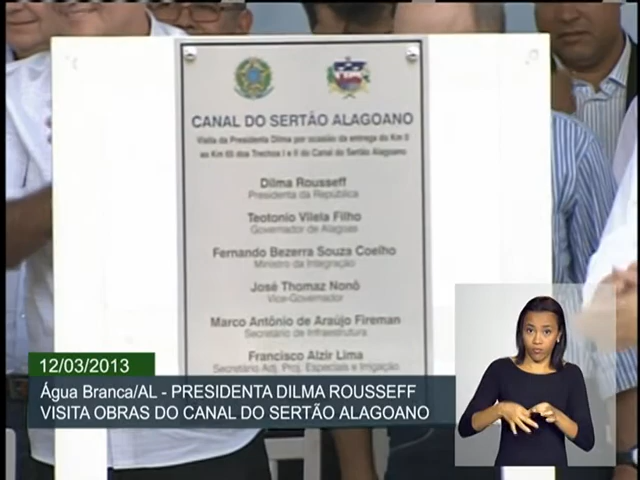 CANAL DO SERTÃO ALAGOANO
Visita da Presidenta Dilma por ocasião da entrega do Km 0
ao Km 65 dos Trechos I e II do Canal do Sertão Alagoano
Dilma Rousseff
Presidenta da República
Teotonio Vilela Filho
Governador de Alagoas
Fernando Bezerra Souza Coelho
Ministro da Integração
José Thomaz Nonô
Vice-Governador
Marco Antônio de Araújo Fireman
Secretário de Infraestrutura
Francisco Alzir Lima
Secretário Adj. Proj. Especiais e Irrigação
12/03/2013
Água Branca/AL - PRESIDENTA DILMA ROUSSEFF
VISITA OBRAS DO CANAL DO SERTÃO ALAGOANO